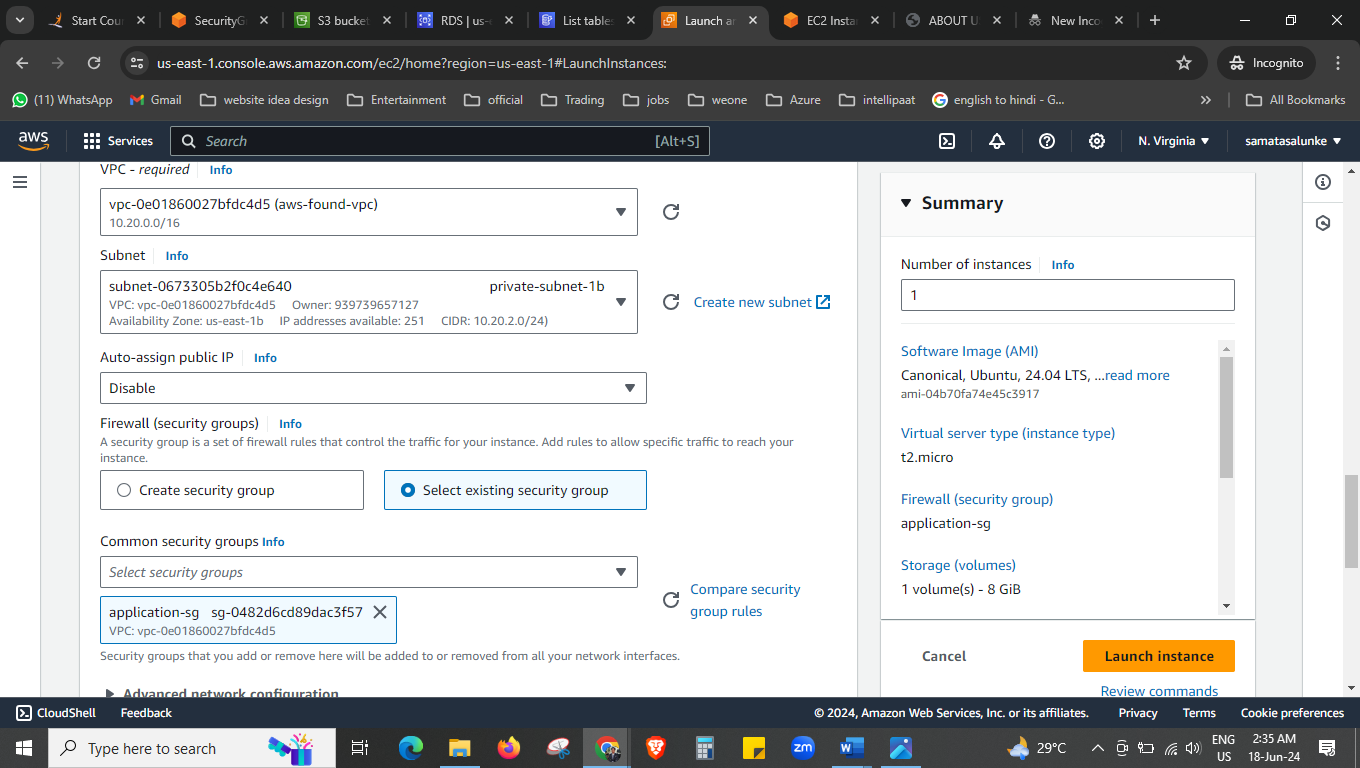 Start Cou
SecurityG
S3 bucket
RDS | us-e
List tables
Launch an
EC2 Insta
ABOUT U
New Inco
us-east-1.console.aws.amazon.com/ec2/home?region=us-east-1#LaunchInstances:
Incognito
(11) WhatsApp
Gmail
website idea design
Entertainment
official
Trading
jobs
weone
Azure
intellipaat
english to hindi - G...
»
All Bookmarks
aws
Services
Search
[Alt+S]
N. Virginia
samatasalunke
VPC - required
Info
vpc-0e01860027bfdc4d5 (aws-found-vpc)
10.20.0.0/16
Subnet
Info
subnet-0673305b2f0c4e640 private-subnet-1b
VPC: vpc-0e01860027bfdc4d5 Owner: 939739657127
Availability Zone: us-east-1b IP addresses available: 251 CIDR: 10.20.2.0/24)
Create new subnet
Auto-assign public IP
Info
Disable
Firewall (security groups)
Info
A security group is a set of firewall rules that control the traffic for your instance. Add rules to allow specific traffic to reach your
instance.
Create security group
Select existing security group
Common security groups Info
Select security groups
application-sg sg-0482d6cd89dac3f57
VPC: vpc-0e01860027bfdc4d5
Compare security
group rules
Security groups that you add or remove here will be added to or removed from all your network interfaces.
Advanced network configuration
Summary
Number of instances
Info
1
Software Image (AMI)
Canonical, Ubuntu, 24.04 LTS, ...read more
ami-04b70fa74e45c3917
Virtual server type (instance type)
t2.micro
Firewall (security group)
application-sg
Storage (volumes)
1 volume(s) - 8 GiB
Cancel
Launch instance
Review commands
CloudShell
Feedback
© 2024, Amazon Web Services, Inc. or its affiliates.
Privacy
Terms
Cookie preferences
Type here to search
zm
29°C
ENG
US
2:35 AM
18-Jun-24